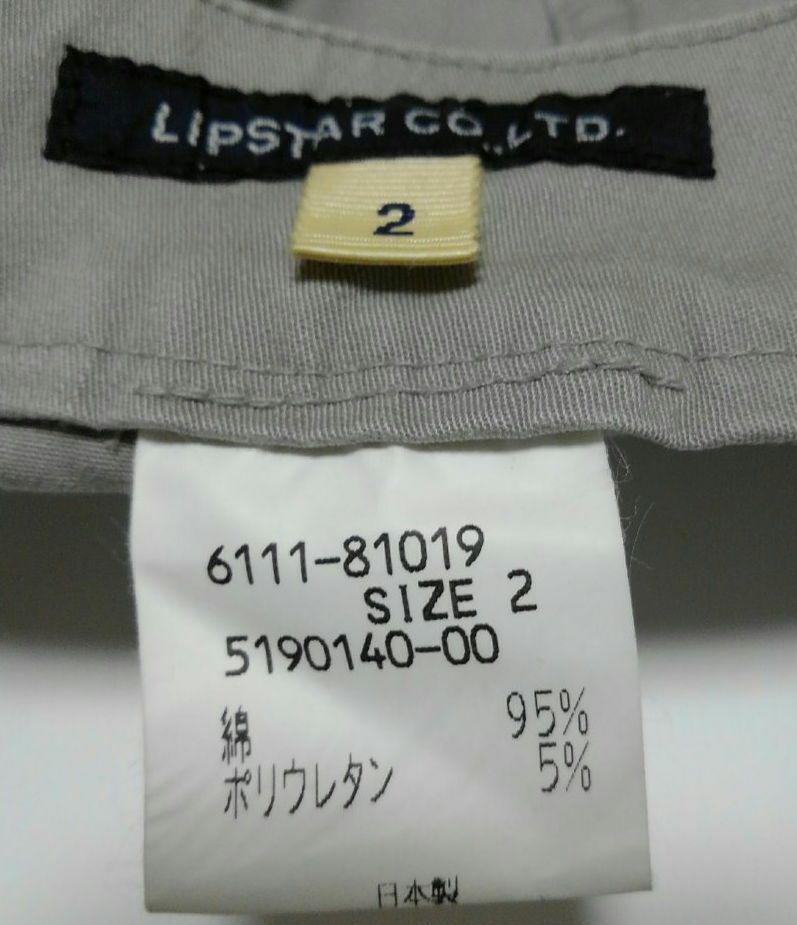 LIPSTAR CO.,LTD.
2
6111-81019
SIZE 2
5190140-00
綿 95%
ポリウレタン 5%
日本製